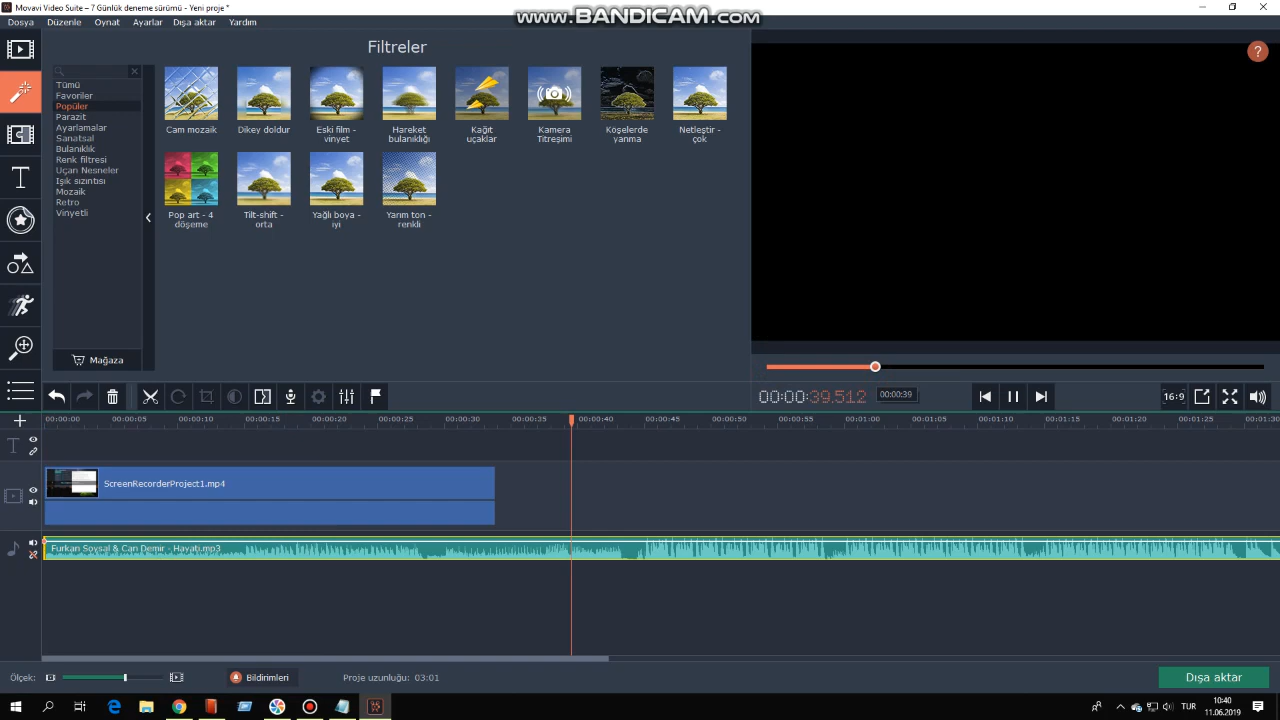 Movavi Video Suite – 7 Günlük deneme sürümü - Yeni proje *
www.BANDICAM.com
Dosya Düzenle Oynat Ayarlar Dışa aktar Yardım
Filtreler
Tümü
Favoriler
Popüler
Parazit
Ayarlamalar
Sanatsal
Bulanıklık
Renk filtresi
Uçan Nesneler
Işık sızıntısı
Mozaik
Retro
Vinyetli
Mağaza
Cam mozaik
Dikey doldur
Eski film -
vinyet
Hareket
bulanıklığı
Kağıt
uçaklar
Kamera
Titreşimi
Köşelerde
yanma
Netleştir -
çok
Pop art - 4
döşeme
Tilt-shift -
orta
Yağlı boya -
iyi
Yarım ton -
renkli
?
00:00:39.512
00:00:39
16:9
00:00:00 00:00:05 00:00:10 00:00:15 00:00:20 00:00:25 00:00:30 00:00:35 00:00:40 00:00:45 00:00:50 00:00:55 00:01:00 00:01:05 00:01:10 00:01:15 00:01:20 00:01:25 00:01:30
ScreenRecorderProject1.mp4
Furkan Soysal & Can Demir - Hayati.mp3
Ölçek:
Bildirimleri
Proje uzunluğu: 03:01
Dışa aktar
TUR
10:40
11.06.2019